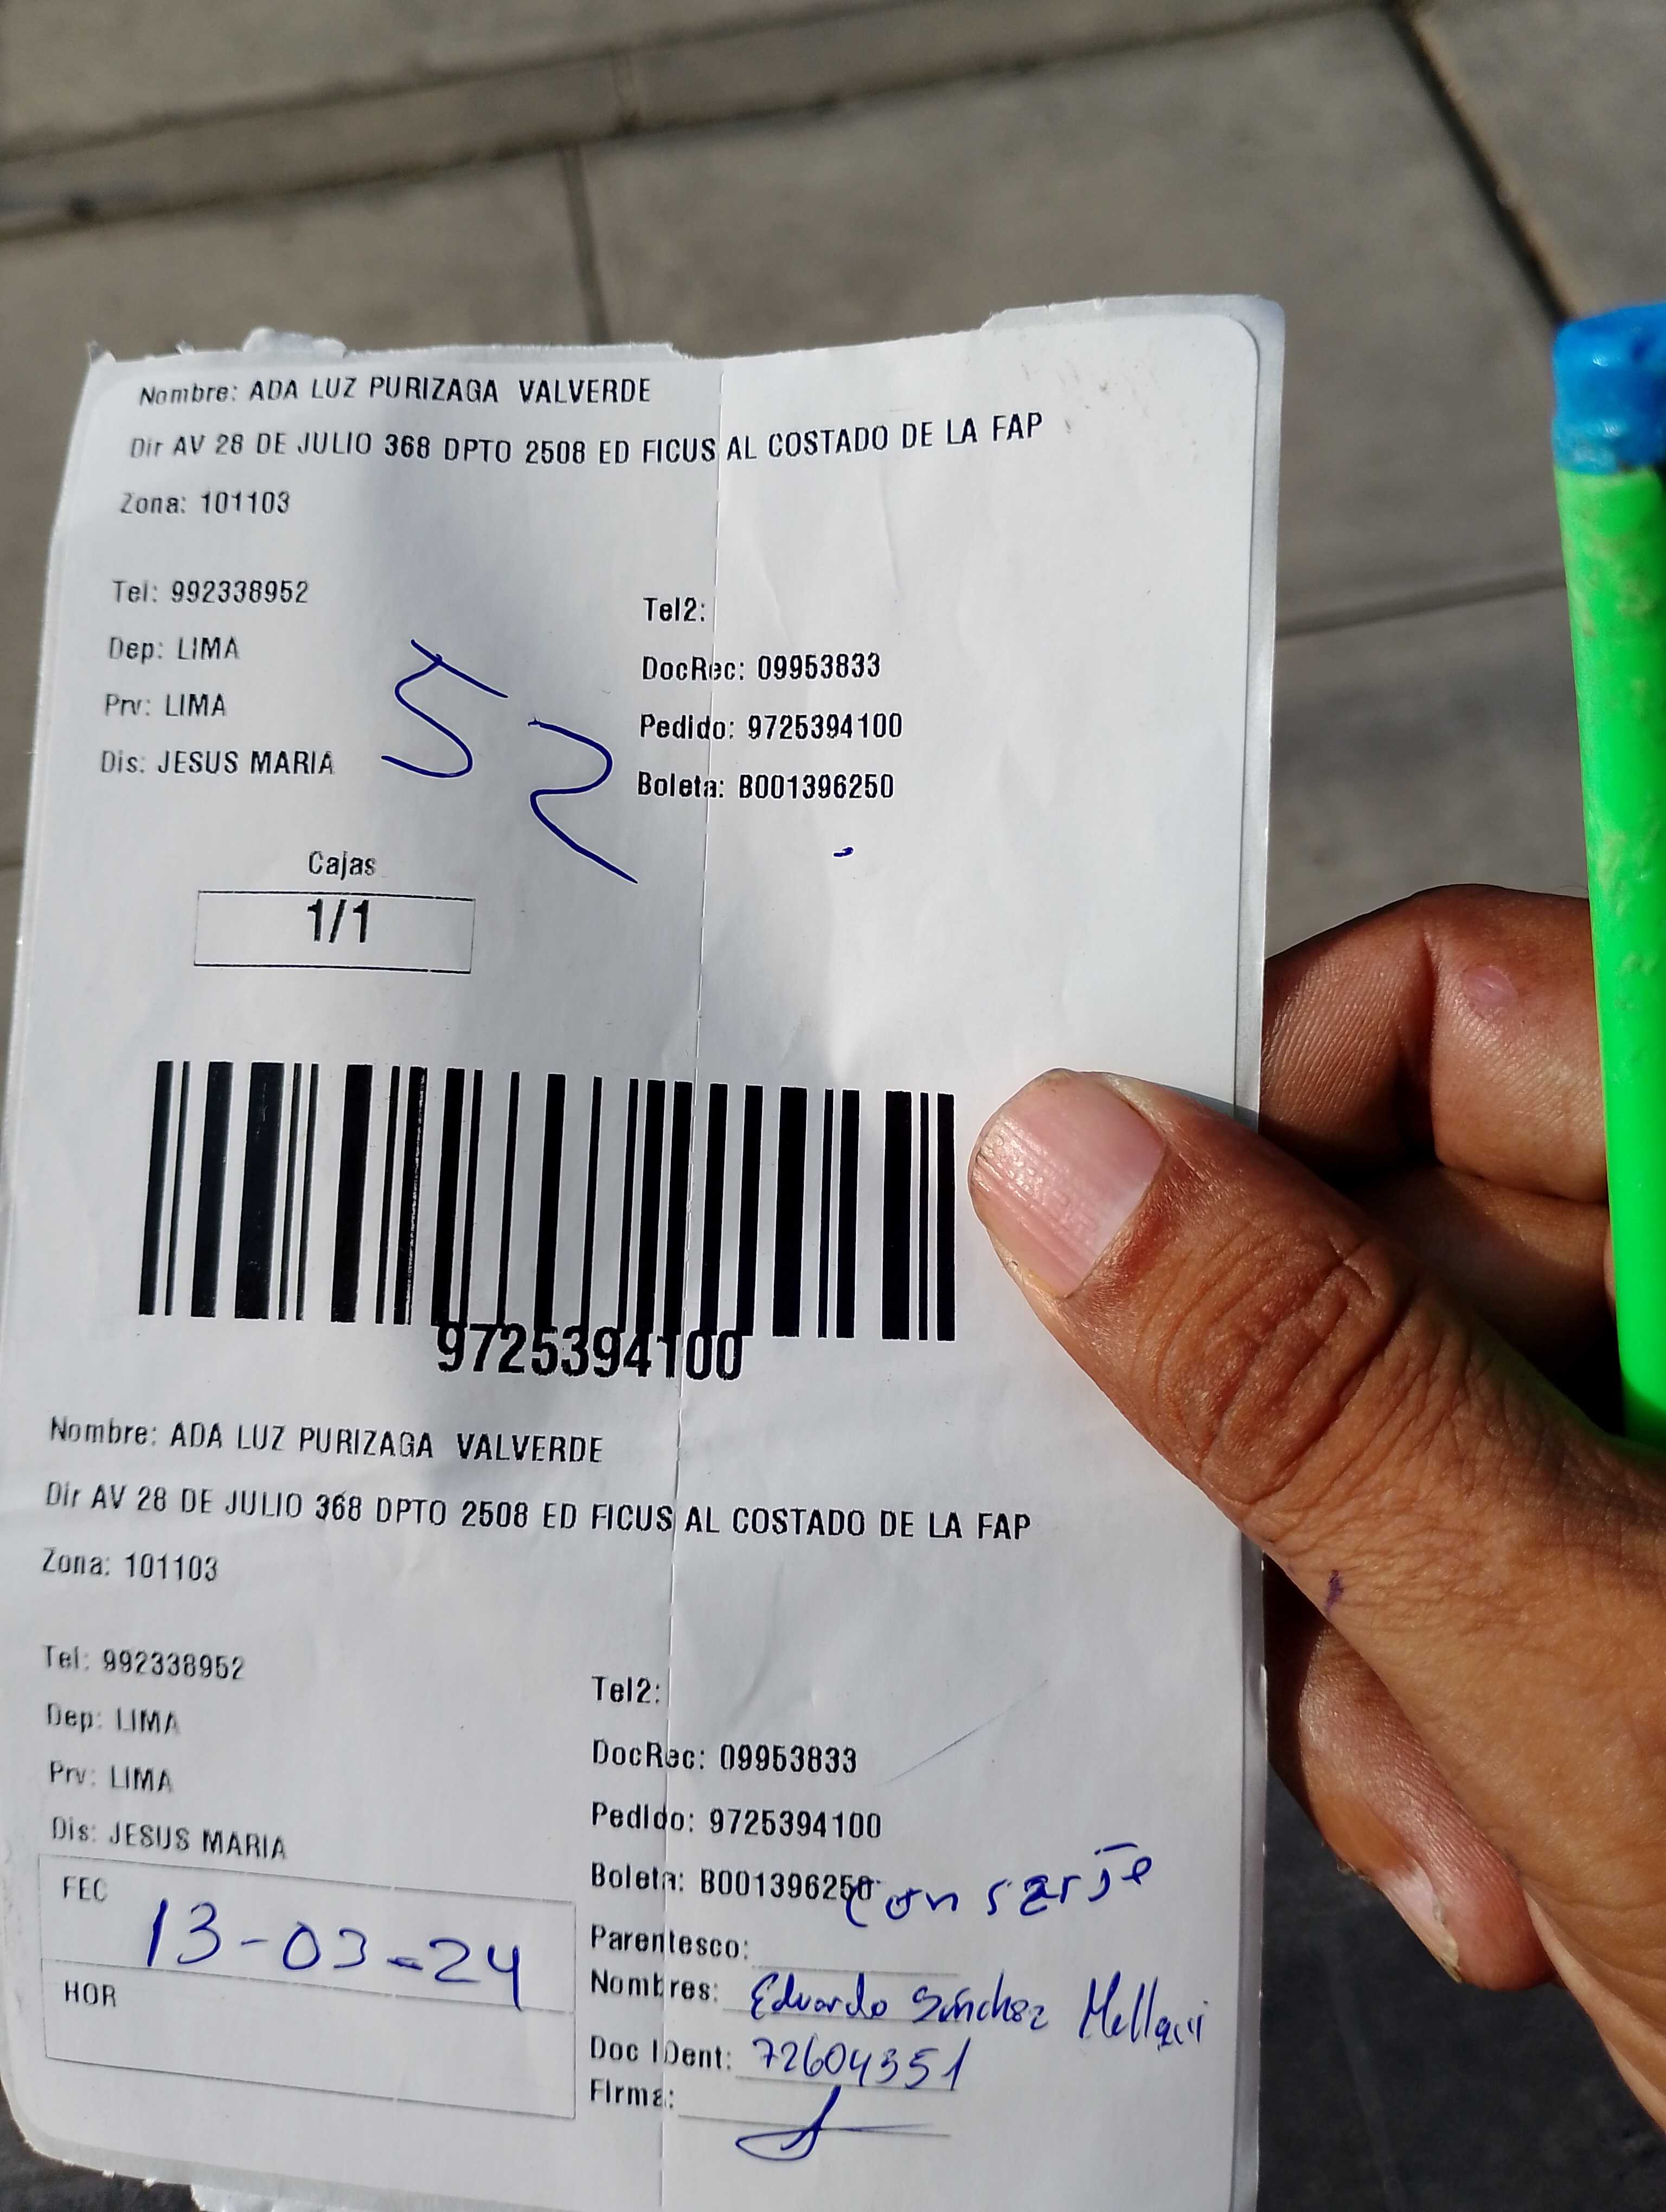 Nombre: ADA LUZ PURIZAGA VALVERDE
Dir AV 28 DE JULIO 368 DPTO 2508 ED FICUS AL COSTADO DE LA FAP
Zona: 101103
Tel: 992338952
Tel2:
Dep: LIMA
DocRec: 09953833
Prv: LIMA
Pedido: 9725394100
Dis: JESUS MARIA
Boleta: B001396250
52
Cajas
1/1
9725394100
Nombre: ADA LUZ PURIZAGA VALVERDE
Dir AV 28 DE JULIO 368 DPTO 2508 ED FICUS AL COSTADO DE LA FAP
Zona: 101103
Tel: 992338952
Tel2:
Dep: LIMA
DocRec: 09953833
Prv: LIMA
Pedido: 9725394100
Dis: JESUS MARIA
Boleta: B001396250
conserje
FEC
13-03-24
HOR
Parentesco:
Nombres: Eduardo Sánchez
Doc IDent: 72604351
Firma: